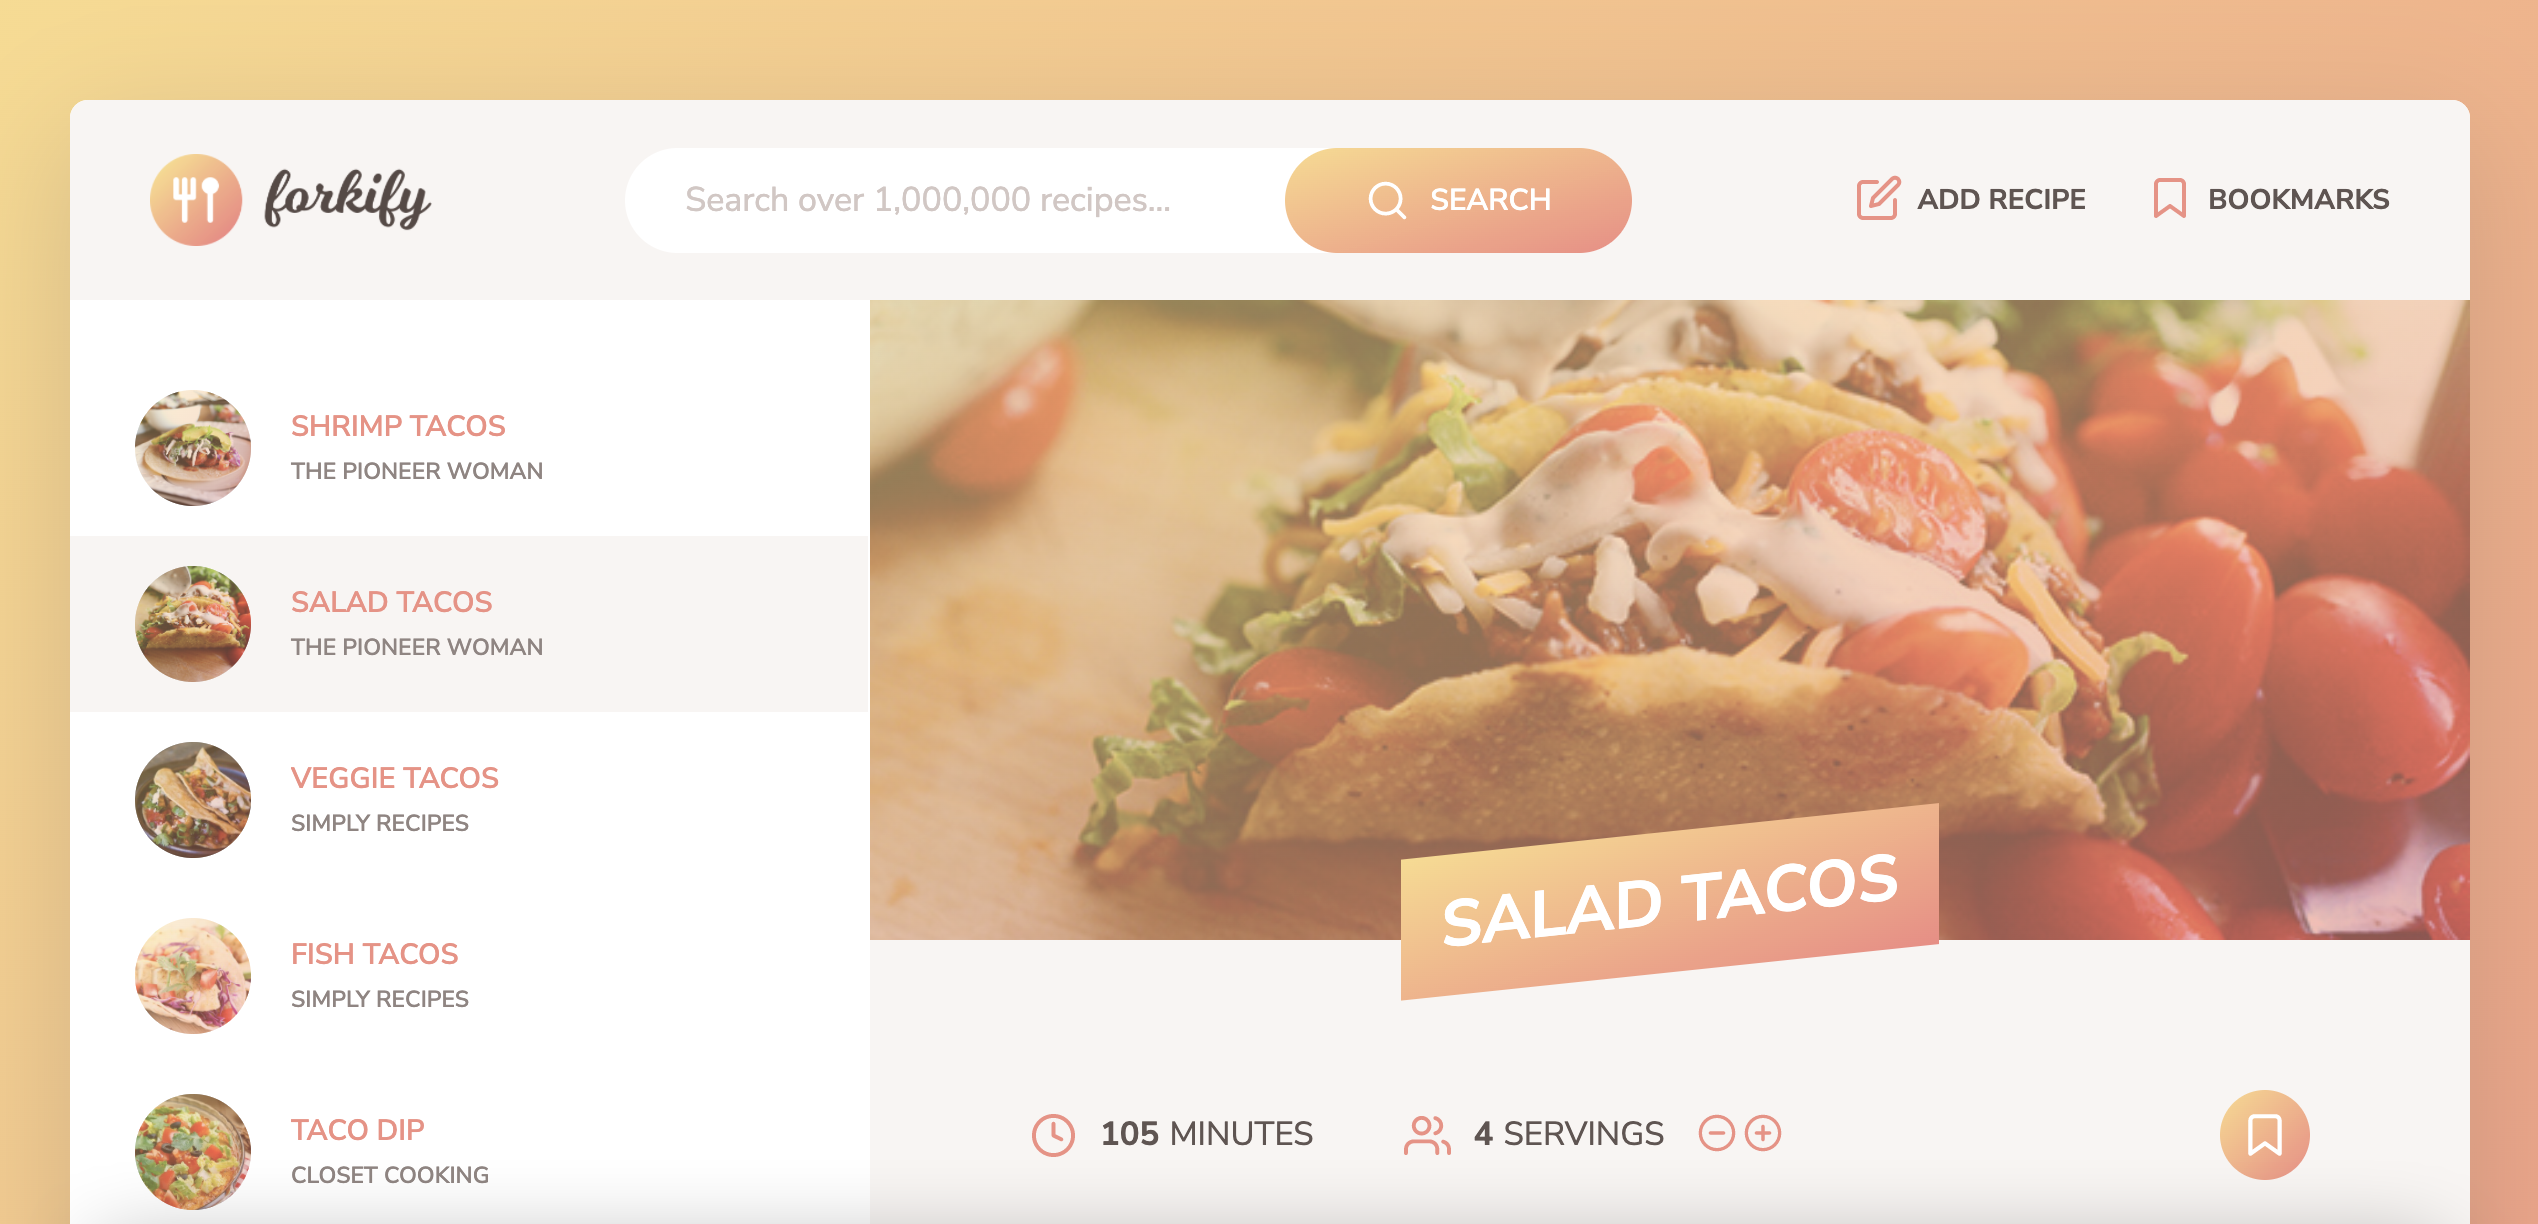 forkify
Search over 1,000,000 recipes...
SEARCH
ADD RECIPE
BOOKMARKS
SHRIMP TACOS
THE PIONEER WOMAN
SALAD TACOS
THE PIONEER WOMAN
VEGGIE TACOS
SIMPLY RECIPES
FISH TACOS
SIMPLY RECIPES
TACO DIP
CLOSET COOKING
SALAD TACOS
105 MINUTES
4 SERVINGS